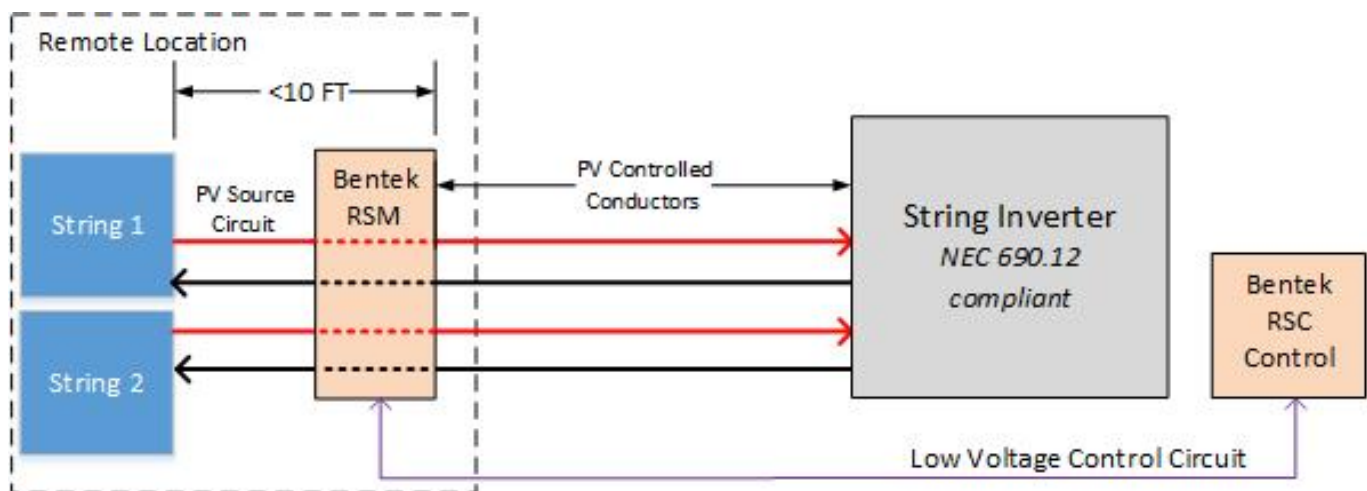 Remote Location
<10 FT
String 1
PV Source
Circuit
Bentek
RSM
PV Controlled
Conductors
String Inverter
NEC 690.12
compliant
Bentek
RSC
Control
String 2
Low Voltage Control Circuit